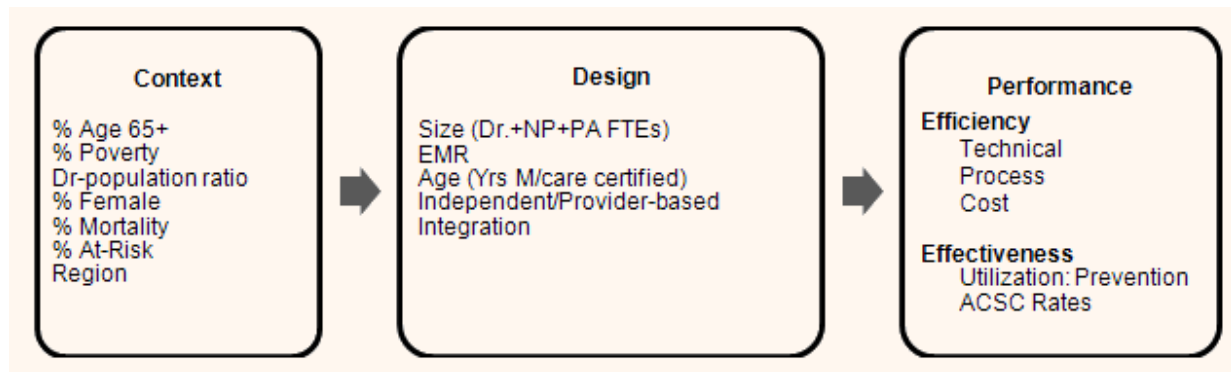 Context
% Age 65+
% Poverty
Dr-population ratio
% Female
% Mortality
% At-Risk
Region
Design
Size (Dr.+NP+PA FTEs)
EMR
Age (Yrs M/care certified)
Independent/Provider-based
Integration
Performance
Efficiency
Technical
Process
Cost
Effectiveness
Utilization: Prevention
ACSC Rates